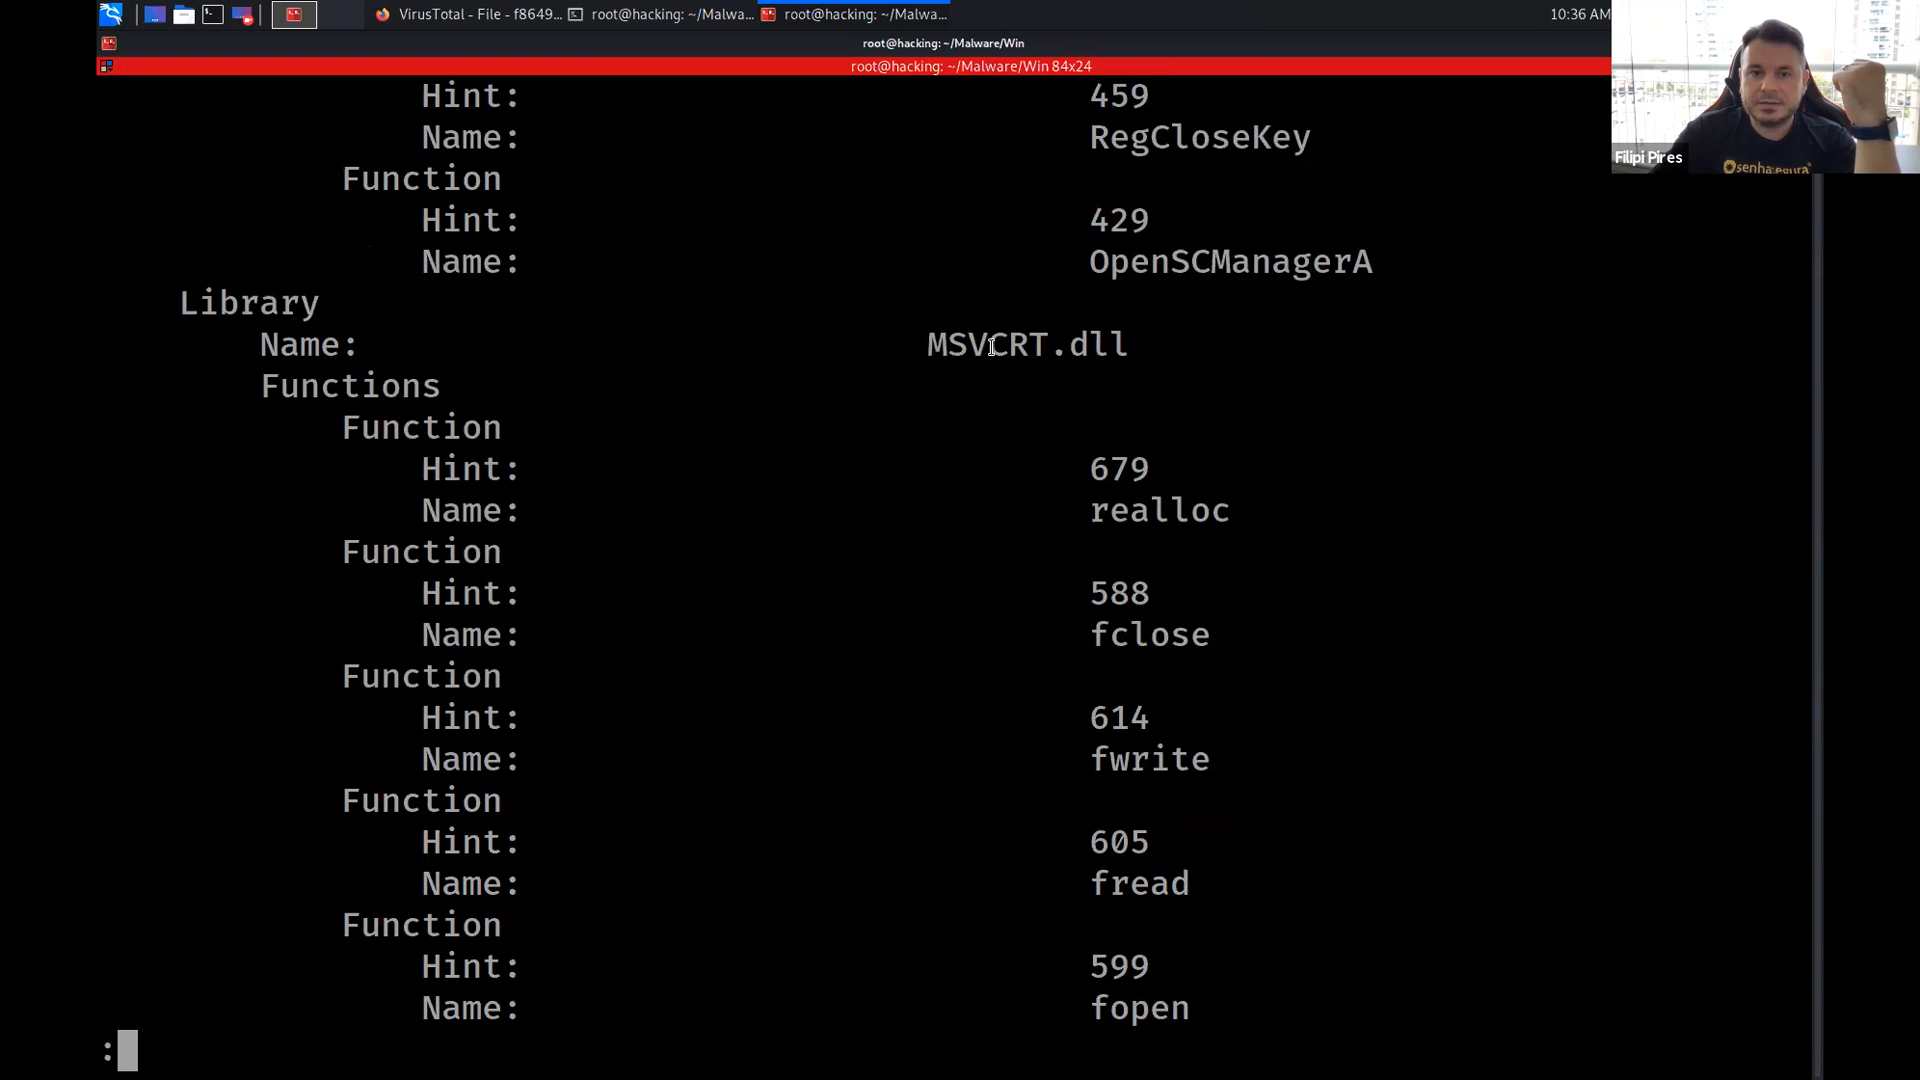 VirusTotal - File - f8649...
root@hacking: ~/Malwa...
root@hacking: ~/Malwa...
10:36 AM
root@hacking: ~/Malware/Win
root@hacking: ~/Malware/Win 84x24
Hint: 459
Name: RegCloseKey
Function
Hint: 429
Name: OpenSCManagerA
Library
Name: MSVCRT.dll
Functions
Function
Hint: 679
Name: realloc
Function
Hint: 588
Name: fclose
Function
Hint: 614
Name: fwrite
Function
Hint: 605
Name: fread
Function
Hint: 599
Name: fopen
:
Filipi Pires
senhasegura